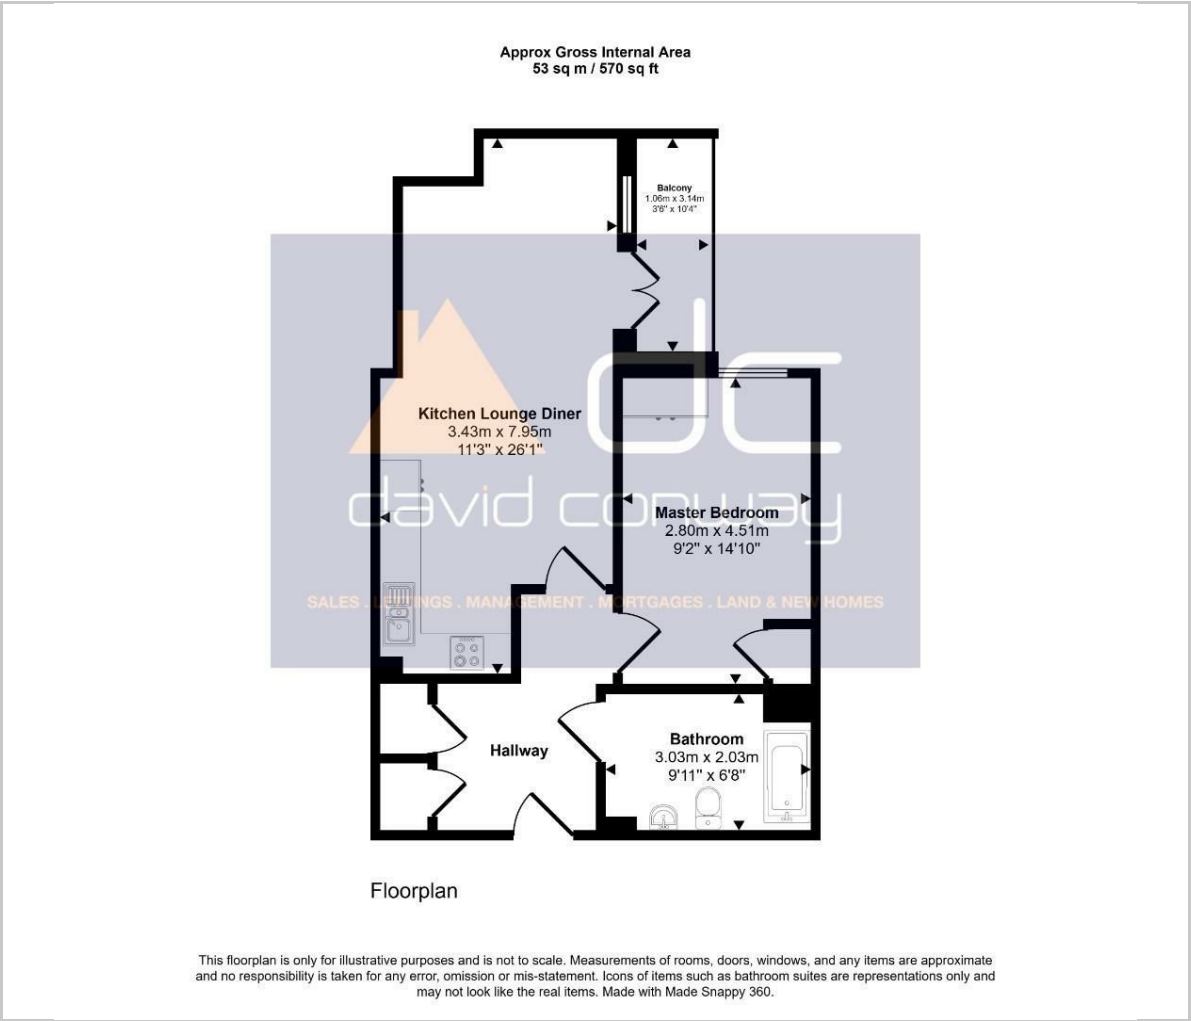 Approx Gross Internal Area
53 sq m / 570 sq ft
Balcony
1.06m x 3.14m
3'6" x 10'4"
dc
Kitchen Lounge Diner
3.43m x 7.95m
11'3" x 26'1"
david conway
Master Bedroom
2.80m x 4.51m
9'2" x 14'10"
SALES . LETTINGS . MANAGEMENT . MORTGAGES . LAND & NEW HOMES
Bathroom
3.03m x 2.03m
9'11" x 6'8"
Hallway
Floorplan
This floorplan is only for illustrative purposes and is not to scale. Measurements of rooms, doors, windows, and any items are approximate
and no responsibility is taken for any error, omission or mis-statement. Icons of items such as bathroom suites are representations only and
may not look like the real items. Made with Made Snappy 360.